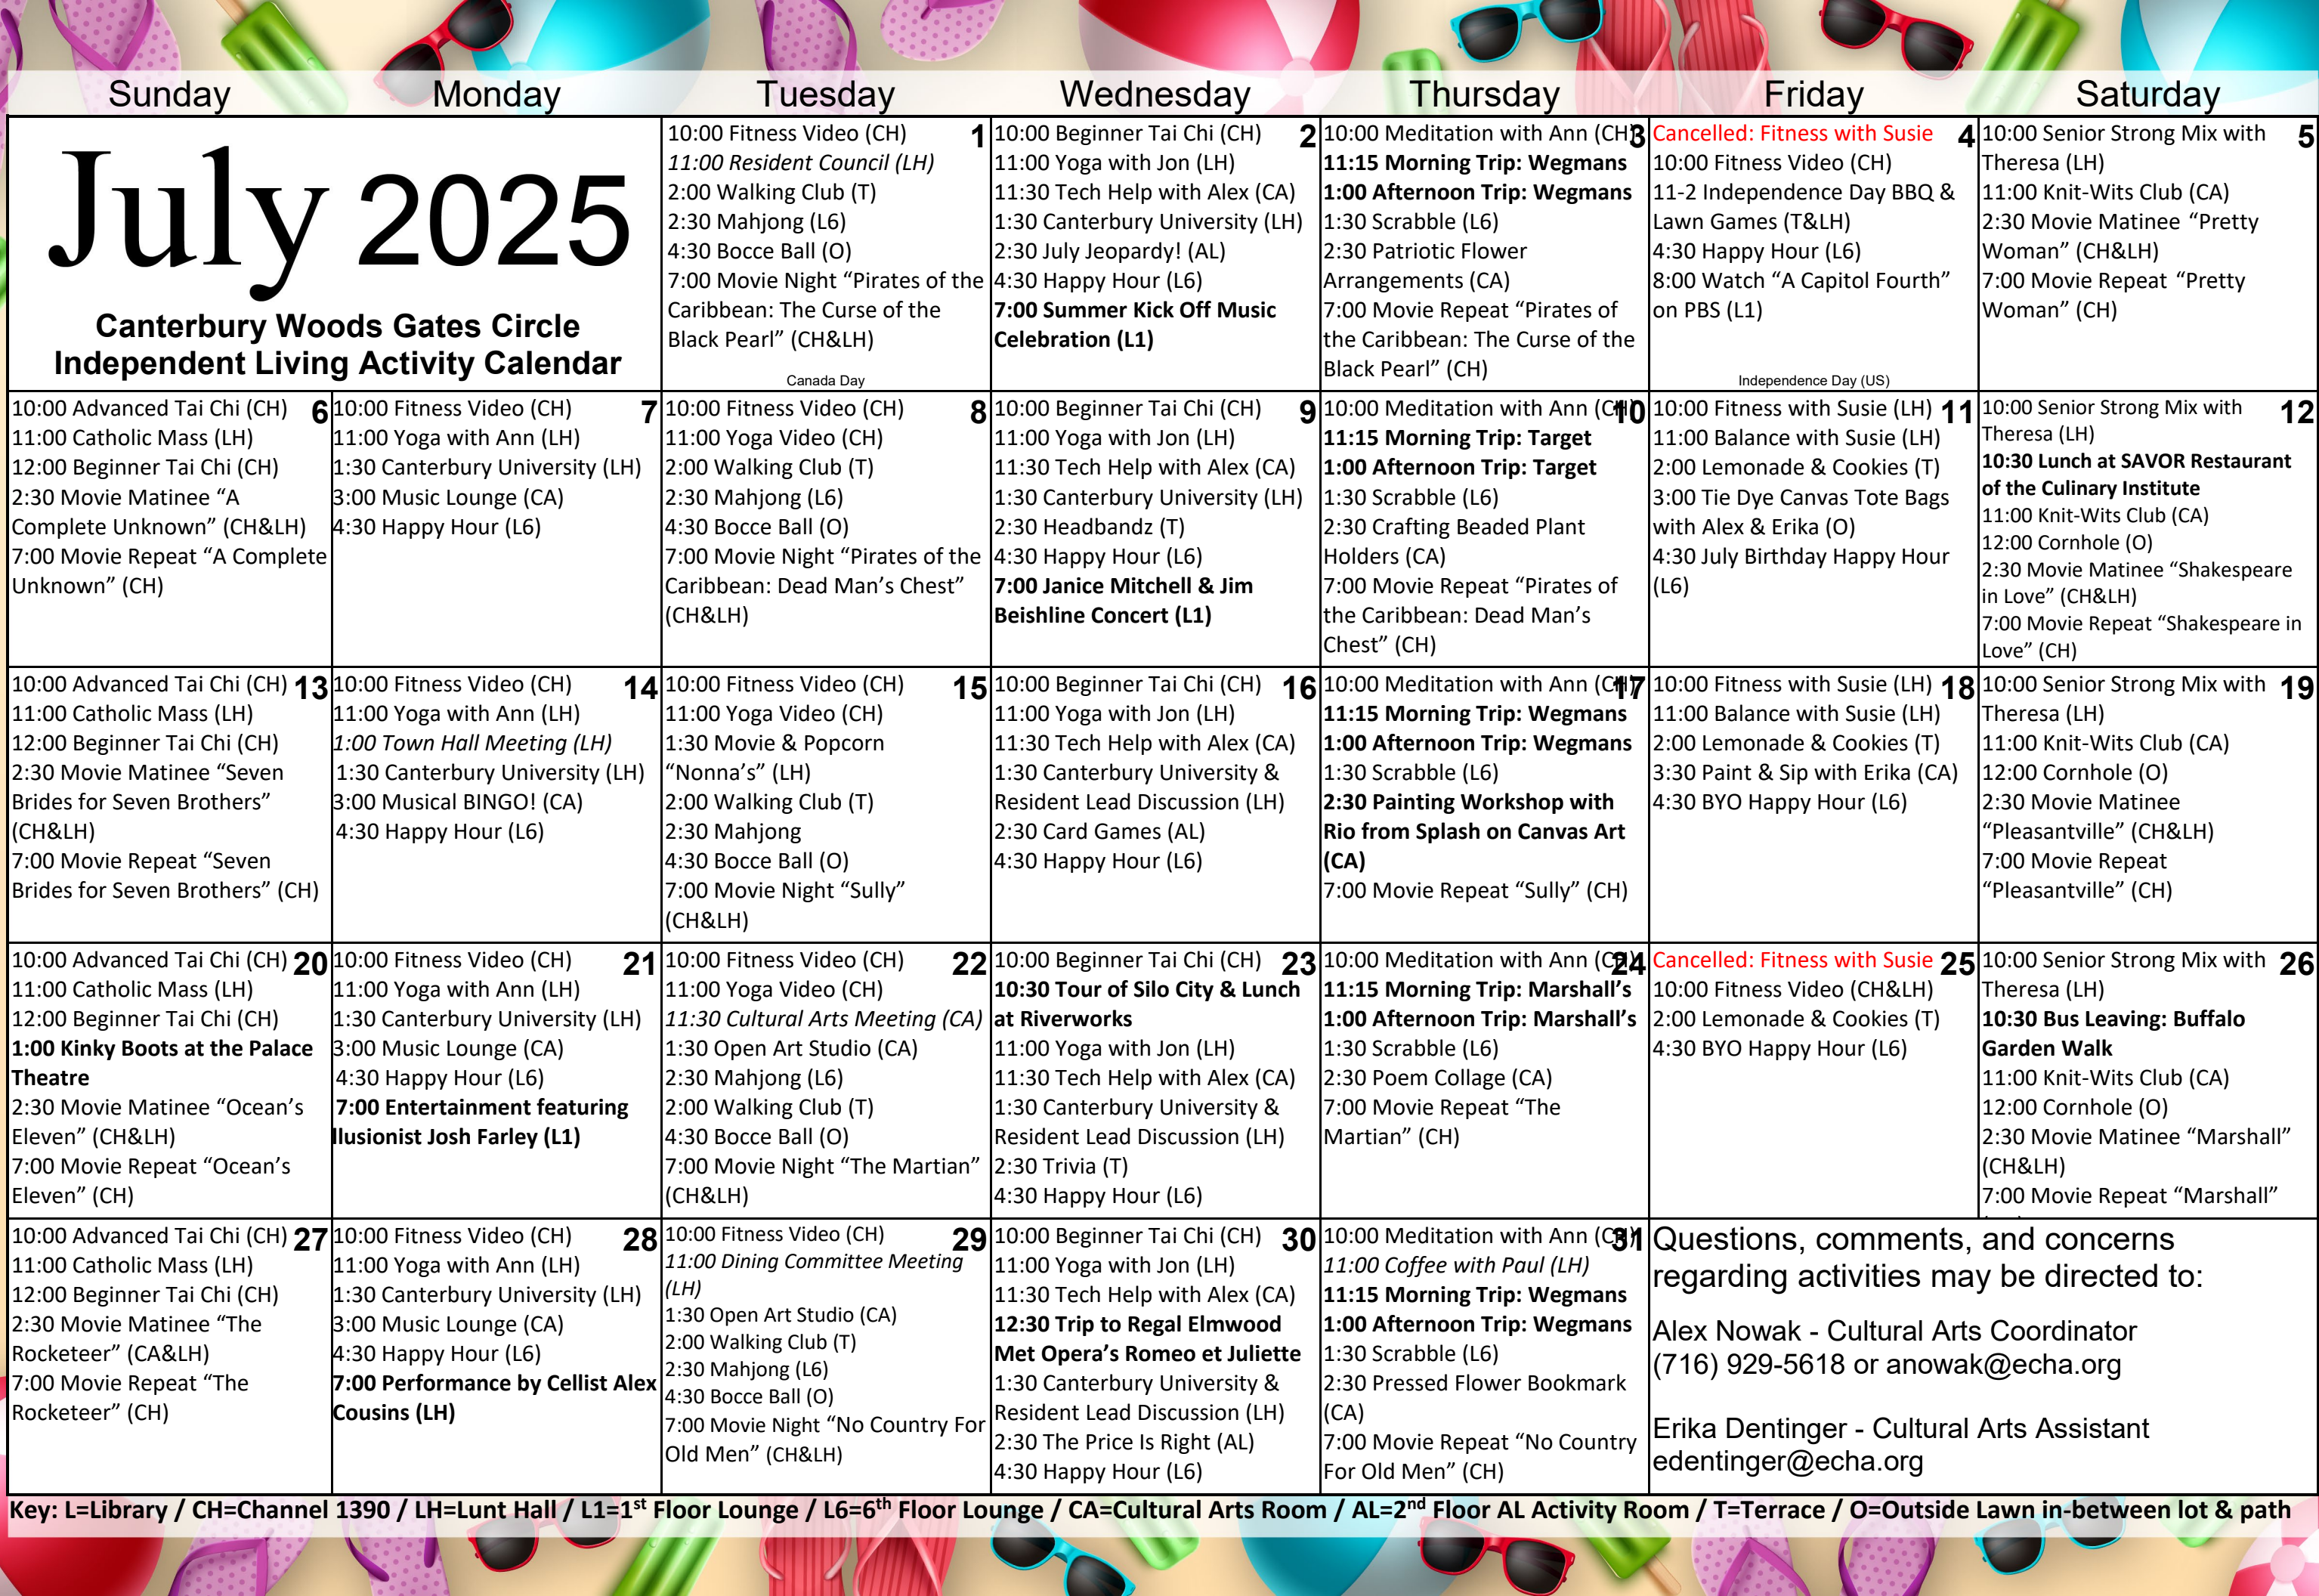 Sunday Monday Tuesday Wednesday Thursday Friday Saturday
July 2025
Canterbury Woods Gates Circle
Independent Living Activity Calendar
1
10:00 Fitness Video (CH)
11:00 Resident Council (LH)
2:00 Walking Club (T)
2:30 Mahjong (L6)
4:30 Bocce Ball (O)
7:00 Movie Night “Pirates of the
Caribbean: The Curse of the
Black Pearl” (CH&LH)
Canada Day
2
10:00 Beginner Tai Chi (CH)
11:00 Yoga with Jon (LH)
11:30 Tech Help with Alex (CA)
1:30 Canterbury University (LH)
2:30 July Jeopardy! (AL)
4:30 Happy Hour (L6)
7:00 Summer Kick Off Music
Celebration (L1)
3
10:00 Meditation with Ann (CH)
11:15 Morning Trip: Wegmans
1:00 Afternoon Trip: Wegmans
1:30 Scrabble (L6)
2:30 Patriotic Flower
Arrangements (CA)
7:00 Movie Repeat “Pirates of
the Caribbean: The Curse of the
Black Pearl” (CH)
4
Cancelled: Fitness with Susie
10:00 Fitness Video (CH)
11-2 Independence Day BBQ &
Lawn Games (T&LH)
4:30 Happy Hour (L6)
8:00 Watch “A Capitol Fourth”
on PBS (L1)
Independence Day (US)
5
10:00 Senior Strong Mix with
Theresa (LH)
11:00 Knit-Wits Club (CA)
2:30 Movie Matinee “Pretty
Woman” (CH&LH)
7:00 Movie Repeat “Pretty
Woman” (CH)
6
10:00 Advanced Tai Chi (CH)
11:00 Catholic Mass (LH)
12:00 Beginner Tai Chi (CH)
2:30 Movie Matinee “A
Complete Unknown” (CH&LH)
7:00 Movie Repeat “A Complete
Unknown” (CH)
7
10:00 Fitness Video (CH)
11:00 Yoga with Ann (LH)
1:30 Canterbury University (LH)
3:00 Music Lounge (CA)
4:30 Happy Hour (L6)
8
10:00 Fitness Video (CH)
11:00 Yoga Video (CH)
2:00 Walking Club (T)
2:30 Mahjong (L6)
4:30 Bocce Ball (O)
7:00 Movie Night “Pirates of the
Caribbean: Dead Man’s Chest”
(CH&LH)
9
10:00 Beginner Tai Chi (CH)
11:00 Yoga with Jon (LH)
11:30 Tech Help with Alex (CA)
1:30 Canterbury University (LH)
2:30 Headbandz (T)
4:30 Happy Hour (L6)
7:00 Janice Mitchell & Jim
Beishline Concert (L1)
10
10:00 Meditation with Ann (CH)
11:15 Morning Trip: Target
1:00 Afternoon Trip: Target
1:30 Scrabble (L6)
2:30 Crafting Beaded Plant
Holders (CA)
7:00 Movie Repeat “Pirates of
the Caribbean: Dead Man’s
Chest” (CH)
11
10:00 Fitness with Susie (LH)
11:00 Balance with Susie (LH)
2:00 Lemonade & Cookies (T)
3:00 Tie Dye Canvas Tote Bags
with Alex & Erika (O)
4:30 July Birthday Happy Hour
(L6)
12
10:00 Senior Strong Mix with
Theresa (LH)
10:30 Lunch at SAVOR Restaurant
of the Culinary Institute
11:00 Knit-Wits Club (CA)
12:00 Cornhole (O)
2:30 Movie Matinee “Shakespeare
in Love” (CH&LH)
7:00 Movie Repeat “Shakespeare in
Love” (CH)
13
10:00 Advanced Tai Chi (CH)
11:00 Catholic Mass (LH)
12:00 Beginner Tai Chi (CH)
2:30 Movie Matinee “Seven
Brides for Seven Brothers”
(CH&LH)
7:00 Movie Repeat “Seven
Brides for Seven Brothers” (CH)
14
10:00 Fitness Video (CH)
11:00 Yoga with Ann (LH)
1:00 Town Hall Meeting (LH)
1:30 Canterbury University (LH)
3:00 Musical BINGO! (CA)
4:30 Happy Hour (L6)
15
10:00 Fitness Video (CH)
11:00 Yoga Video (CH)
1:30 Movie & Popcorn
“Nonna’s” (LH)
2:00 Walking Club (T)
2:30 Mahjong
4:30 Bocce Ball (O)
7:00 Movie Night “Sully”
(CH&LH)
16
10:00 Beginner Tai Chi (CH)
11:00 Yoga with Jon (LH)
11:30 Tech Help with Alex (CA)
1:30 Canterbury University &
Resident Lead Discussion (LH)
2:30 Card Games (AL)
4:30 Happy Hour (L6)
17
10:00 Meditation with Ann (CH)
11:15 Morning Trip: Wegmans
1:00 Afternoon Trip: Wegmans
1:30 Scrabble (L6)
2:30 Painting Workshop with
Rio from Splash on Canvas Art
(CA)
7:00 Movie Repeat “Sully” (CH)
18
10:00 Fitness with Susie (LH)
11:00 Balance with Susie (LH)
2:00 Lemonade & Cookies (T)
3:30 Paint & Sip with Erika (CA)
4:30 BYO Happy Hour (L6)
19
10:00 Senior Strong Mix with
Theresa (LH)
11:00 Knit-Wits Club (CA)
12:00 Cornhole (O)
2:30 Movie Matinee
“Pleasantville” (CH&LH)
7:00 Movie Repeat
“Pleasantville” (CH)
20
10:00 Advanced Tai Chi (CH)
11:00 Catholic Mass (LH)
12:00 Beginner Tai Chi (CH)
1:00 Kinky Boots at the Palace
Theatre
2:30 Movie Matinee “Ocean’s
Eleven” (CH&LH)
7:00 Movie Repeat “Ocean’s
Eleven” (CH)
21
10:00 Fitness Video (CH)
11:00 Yoga with Ann (LH)
1:30 Canterbury University (LH)
3:00 Music Lounge (CA)
4:30 Happy Hour (L6)
7:00 Entertainment featuring
llusionist Josh Farley (L1)
22
10:00 Fitness Video (CH)
11:00 Yoga Video (CH)
11:30 Cultural Arts Meeting (CA)
1:30 Open Art Studio (CA)
2:30 Mahjong (L6)
2:00 Walking Club (T)
4:30 Bocce Ball (O)
7:00 Movie Night “The Martian”
(CH&LH)
23
10:00 Beginner Tai Chi (CH)
10:30 Tour of Silo City & Lunch
at Riverworks
11:00 Yoga with Jon (LH)
11:30 Tech Help with Alex (CA)
1:30 Canterbury University &
Resident Lead Discussion (LH)
2:30 Trivia (T)
4:30 Happy Hour (L6)
24
10:00 Meditation with Ann (CH)
11:15 Morning Trip: Marshall’s
1:00 Afternoon Trip: Marshall’s
1:30 Scrabble (L6)
2:30 Poem Collage (CA)
7:00 Movie Repeat “The
Martian” (CH)
25
Cancelled: Fitness with Susie
10:00 Fitness Video (CH&LH)
2:00 Lemonade & Cookies (T)
4:30 BYO Happy Hour (L6)
26
10:00 Senior Strong Mix with
Theresa (LH)
10:30 Bus Leaving: Buffalo
Garden Walk
11:00 Knit-Wits Club (CA)
12:00 Cornhole (O)
2:30 Movie Matinee “Marshall”
(CH&LH)
7:00 Movie Repeat “Marshall”
27
10:00 Advanced Tai Chi (CH)
11:00 Catholic Mass (LH)
12:00 Beginner Tai Chi (CH)
2:30 Movie Matinee “The
Rocketeer” (CA&LH)
7:00 Movie Repeat “The
Rocketeer” (CH)
28
10:00 Fitness Video (CH)
11:00 Yoga with Ann (LH)
1:30 Canterbury University (LH)
3:00 Music Lounge (CA)
4:30 Happy Hour (L6)
7:00 Performance by Cellist Alex
Cousins (LH)
29
10:00 Fitness Video (CH)
11:00 Dining Committee Meeting
(LH)
1:30 Open Art Studio (CA)
2:00 Walking Club (T)
2:30 Mahjong (L6)
4:30 Bocce Ball (O)
7:00 Movie Night “No Country For
Old Men” (CH&LH)
30
10:00 Beginner Tai Chi (CH)
11:00 Yoga with Jon (LH)
11:30 Tech Help with Alex (CA)
12:30 Trip to Regal Elmwood
Met Opera’s Romeo et Juliette
1:30 Canterbury University &
Resident Lead Discussion (LH)
2:30 The Price Is Right (AL)
4:30 Happy Hour (L6)
31
10:00 Meditation with Ann (CH)
11:00 Coffee with Paul (LH)
11:15 Morning Trip: Wegmans
1:00 Afternoon Trip: Wegmans
1:30 Scrabble (L6)
2:30 Pressed Flower Bookmark
(CA)
7:00 Movie Repeat “No Country
For Old Men” (CH)
Questions, comments, and concerns
regarding activities may be directed to:
Alex Nowak - Cultural Arts Coordinator
(716) 929-5618 or anowak@echa.org
Erika Dentinger - Cultural Arts Assistant
edentinger@echa.org
Key: L=Library / CH=Channel 1390 / LH=Lunt Hall / L1=1st Floor Lounge / L6=6th Floor Lounge / CA=Cultural Arts Room / AL=2nd Floor AL Activity Room / T=Terrace / O=Outside Lawn in-between lot & path